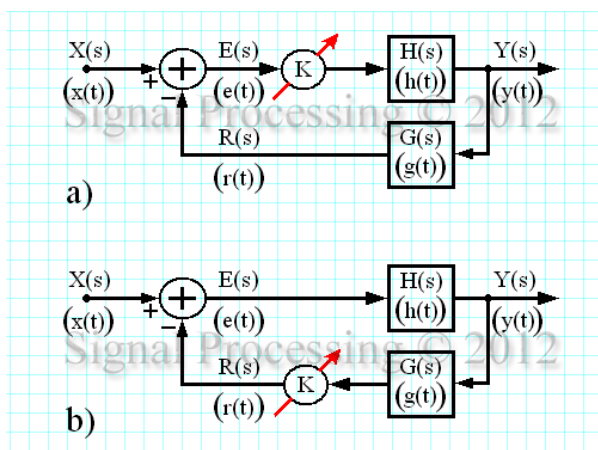 X(s) E(s) H(s) Y(s)
+ + K
(x(t)) − (e(t)) (h(t)) (y(t))
Signal Processing © 2012
R(s) G(s)
(r(t)) (g(t))
a)
X(s) E(s) H(s) Y(s)
+ +
(x(t)) − (e(t)) (h(t)) (y(t))
Signal Processing © 2012
R(s) K G(s)
(r(t)) (g(t))
b)